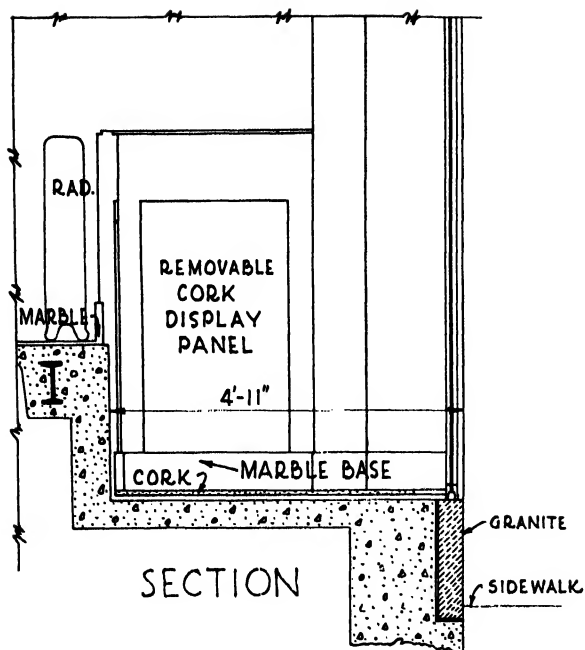 RAD.
REMOVABLE
CORK
DISPLAY
PANEL
MARBLE
4'-11"
CORK
MARBLE BASE
GRANITE
SIDEWALK
SECTION